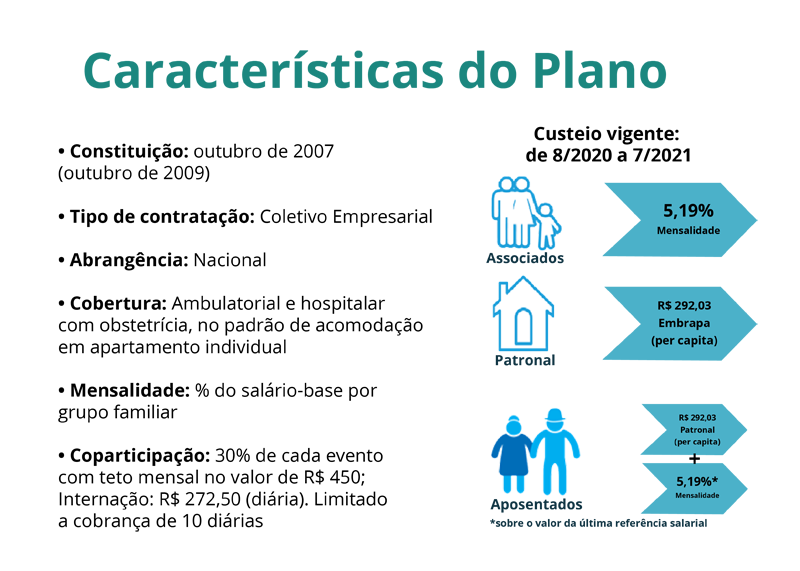 Características do Plano
• Constituição: outubro de 2007
(outubro de 2009)
• Tipo de contratação: Coletivo Empresarial
• Abrangência: Nacional
• Cobertura: Ambulatorial e hospitalar
com obstetrícia, no padrão de acomodação
em apartamento individual
• Mensalidade: % do salário-base por
grupo familiar
• Coparticipação: 30% de cada evento
com teto mensal no valor de R$ 450;
Internação: R$ 272,50 (diária). Limitado
a cobrança de 10 diárias
Custeio vigente:
de 8/2020 a 7/2021
Associados
5,19%
Mensalidade
Patronal
R$ 292,03
Embrapa
(per capita)
Aposentados
R$ 292,03
Patronal
(per capita)
+
5,19%*
Mensalidade
*sobre o valor da última referência salarial